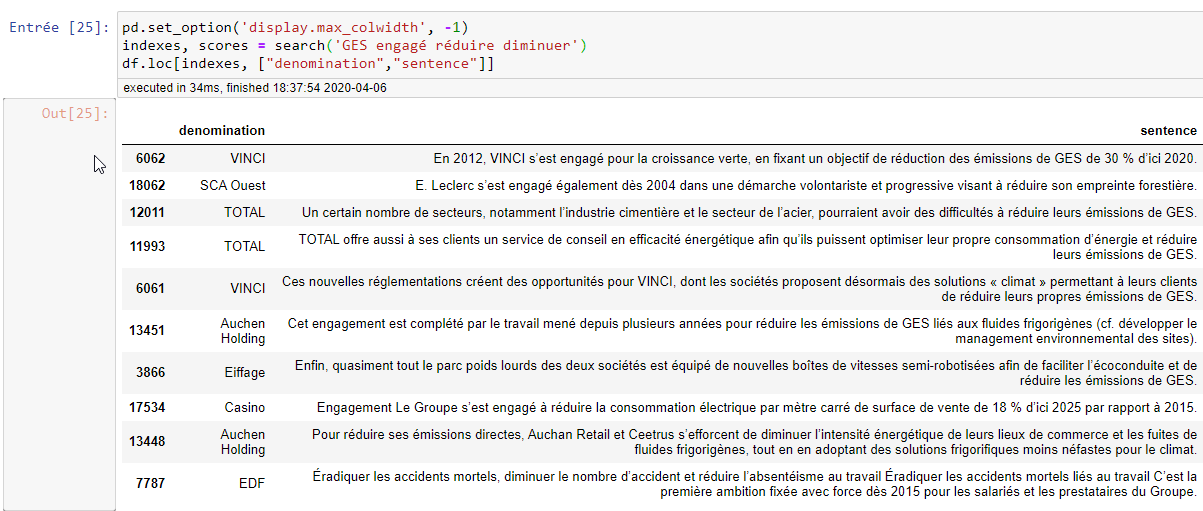 Entrée [25]: pd.set_option('display.max_colwidth', -1)
indexes, scores = search('GES engagé réduire diminuer')
df.loc[indexes, ["denomination","sentence"]]
executed in 34ms, finished 18:37:54 2020-04-06
Out[25]:
denomination sentence
6062 VINCI En 2012, VINCI s’est engagé pour la croissance verte, en fixant un objectif de réduction des émissions de GES de 30 % d’ici 2020.
18062 SCA Ouest E. Leclerc s’est engagé également dès 2004 dans une démarche volontariste et progressive visant à réduire son empreinte forestière.
12011 TOTAL Un certain nombre de secteurs, notamment l’industrie cimentière et le secteur de l’acier, pourraient avoir des difficultés à réduire leurs émissions de GES.
11993 TOTAL TOTAL offre aussi à ses clients un service de conseil en efficacité énergétique afin qu’ils puissent optimiser leur propre consommation d’énergie et réduire
leurs émissions de GES.
6061 VINCI Ces nouvelles réglementations créent des opportunités pour VINCI, dont les sociétés proposent désormais des solutions « climat » permettant à leurs clients
de réduire leurs propres émissions de GES.
13451 Auchen Cet engagement est complété par le travail mené depuis plusieurs années pour réduire les émissions de GES liés aux fluides frigorigènes (cf. développer le
Holding management environnemental des sites).
3866 Eiffage Enfin, quasiment tout le parc poids lourds des deux sociétés est équipé de nouvelles boîtes de vitesses semi-robotisées afin de faciliter l’écoconduite et de
réduire les émissions de GES.
17534 Casino Engagement Le Groupe s’est engagé à réduire la consommation électrique par mètre carré de surface de vente de 18 % d’ici 2025 par rapport à 2015.
13448 Auchen Pour réduire ses émissions directes, Auchan Retail et Ceetrus s’efforcent de diminuer l’intensité énergétique de leurs lieux de commerce et les fuites de
Holding fluides frigorigènes, tout en en adoptant des solutions frigorifiques moins néfastes pour le climat.
7787 EDF Éradiquer les accidents mortels, diminuer le nombre d’accident et réduire l’absentéisme au travail Éradiquer les accidents mortels liés au travail C’est la
première ambition fixée avec force dès 2015 pour les salariés et les prestataires du Groupe.